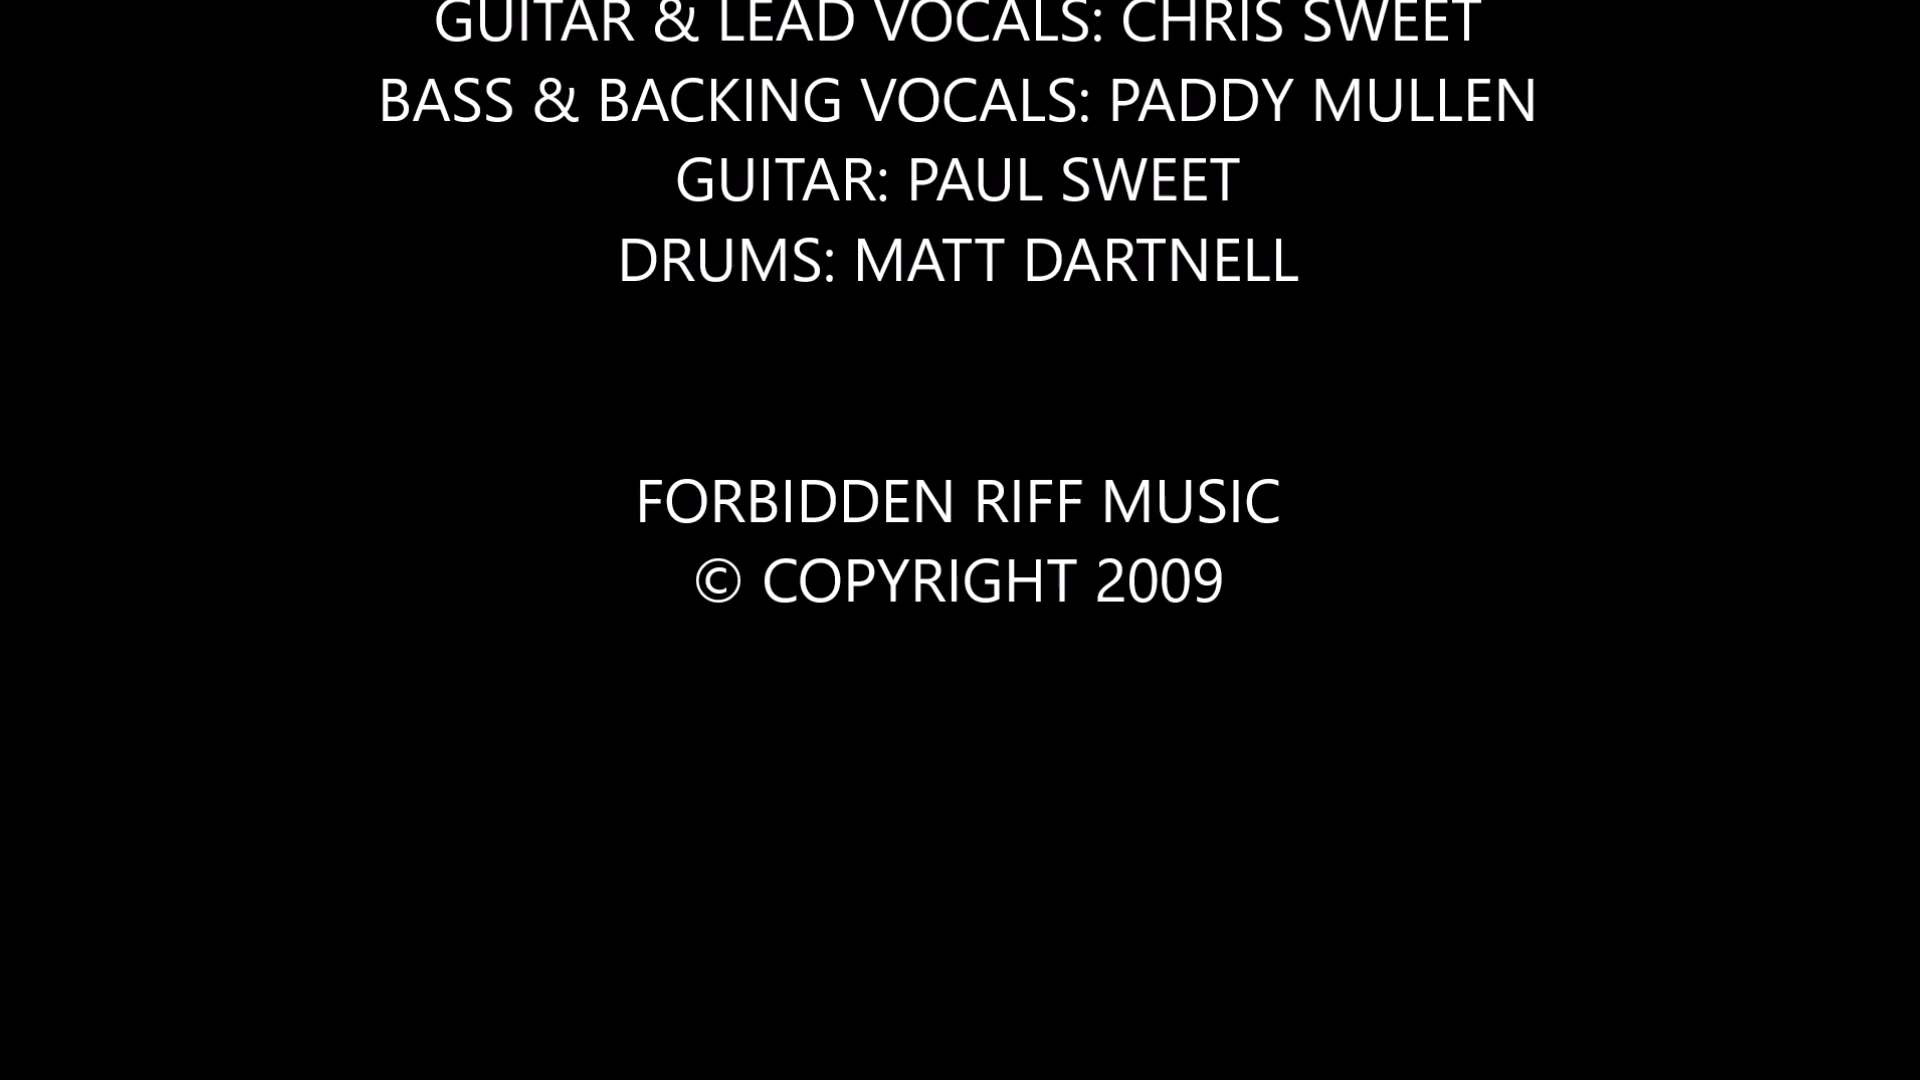 GUITAR & LEAD VOCALS: CHRIS SWEET
BASS & BACKING VOCALS: PADDY MULLEN
GUITAR: PAUL SWEET
DRUMS: MATT DARTNELL
FORBIDDEN RIFF MUSIC
© COPYRIGHT 2009